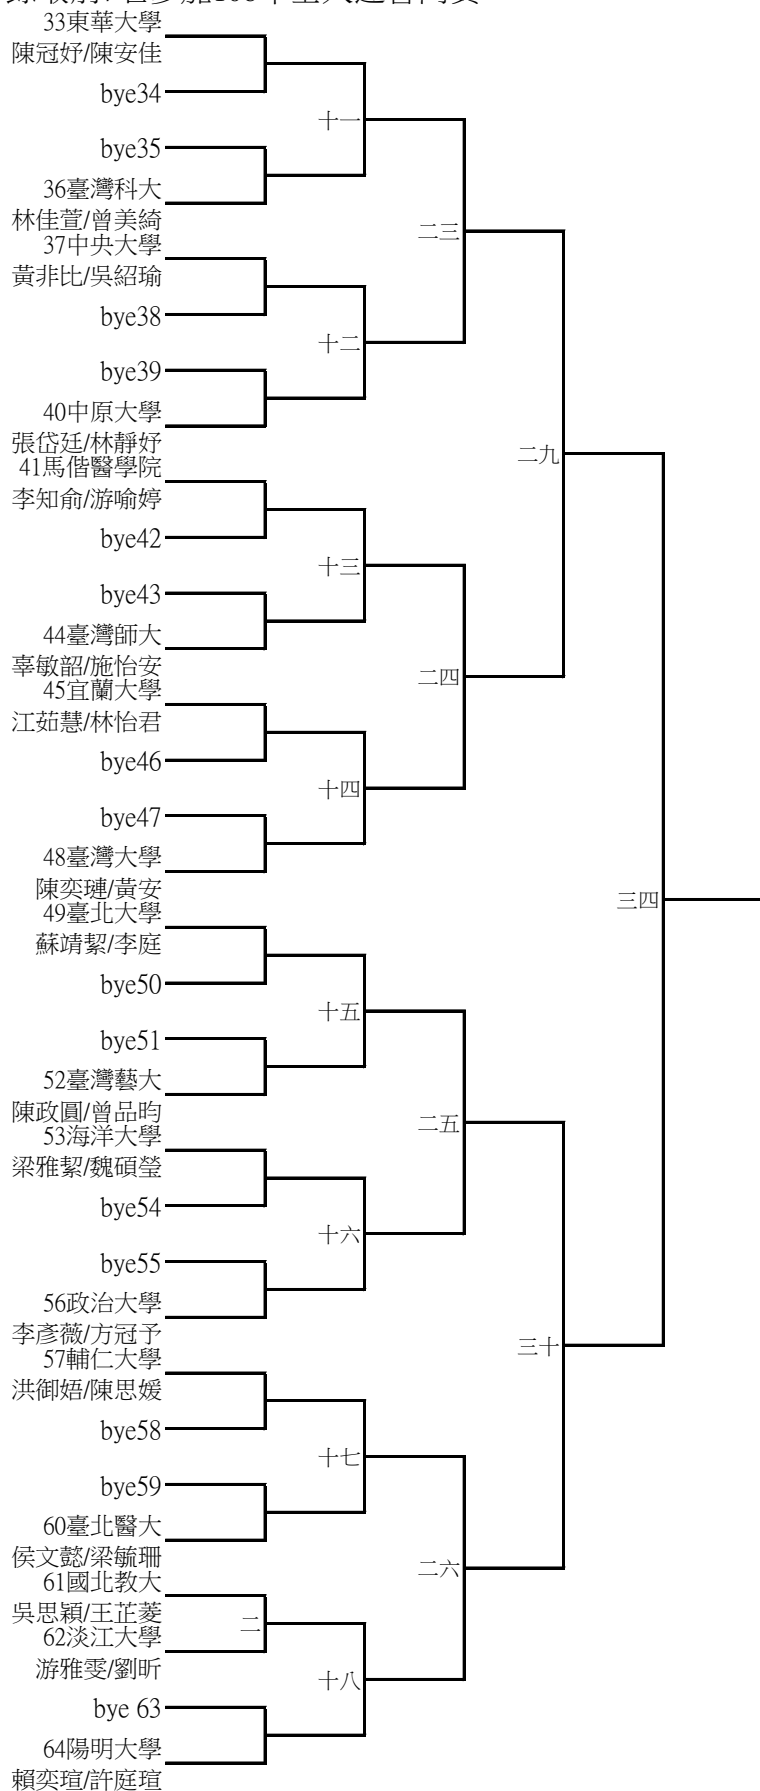 33東華大學
陳冠妤/陳安佳
bye34
十一
bye35
36臺灣科大
林佳萱/曾美綺
二三
37中央大學
黃非比/吳紹瑜
bye38
十二
bye39
40中原大學
張岱廷/林靜妤
二九
41馬偕醫學院
李知俞/游喻婷
bye42
十三
bye43
44臺灣師大
辜敏韶/施怡安
二四
45宜蘭大學
江茹慧/林怡君
bye46
十四
bye47
48臺灣大學
陳奕璉/黃安
三四
49臺北大學
蘇靖絜/李庭
bye50
十五
bye51
52臺灣藝大
陳政圓/曾品昀
二五
53海洋大學
梁雅絜/魏碩瑩
bye54
十六
bye55
56政治大學
李彥薇/方冠予
三十
57輔仁大學
洪御娪/陳思媛
bye58
十七
bye59
60臺北醫大
侯文懿/梁毓珊
二六
61國北教大
吳思穎/王芷菱
二
62淡江大學
游雅雯/劉昕
十八
bye 63
64陽明大學
賴奕瑄/許庭瑄